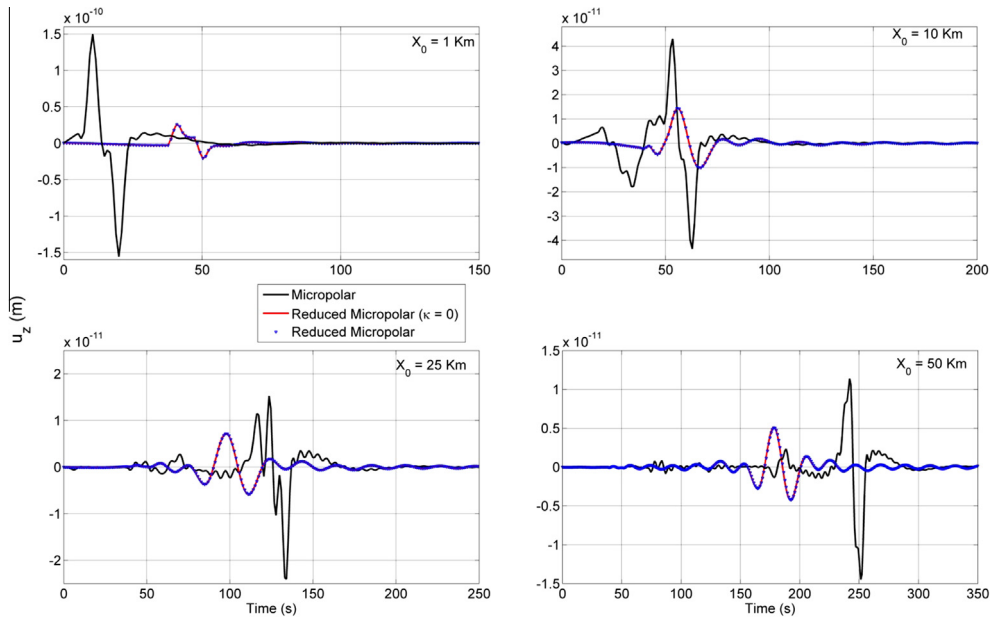 x 10⁻¹⁰
X₀ = 1 Km
1.5
1
0.5
0
-0.5
-1
-1.5
0 50 100 150
x 10⁻¹¹
X₀ = 10 Km
4
3
2
1
0
-1
-2
-3
-4
0 50 100 150 200
u_z (m)
Micropolar
Reduced Micropolar (κ = 0)
Reduced Micropolar
x 10⁻¹¹
X₀ = 25 Km
2
1
0
-1
-2
0 50 100 150 200 250
Time (s)
x 10⁻¹¹
X₀ = 50 Km
1.5
1
0.5
0
-0.5
-1
-1.5
0 50 100 150 200 250 300 350
Time (s)